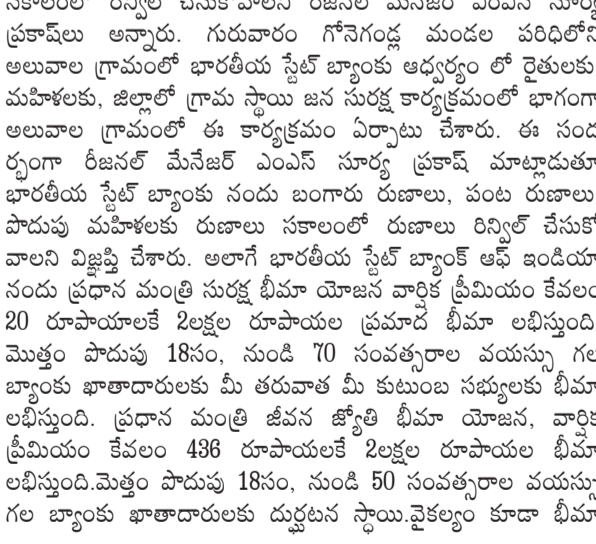 సకాలంలో రిన్విల్ చేసుకోవాలని రీజనల్ మేనేజర్ ఎంఎస్ సూర్య
ప్రకాష్‌లు అన్నారు. గురువారం గోనెగండ్ల మండల పరిధిలోని
అలువాల గ్రామంలో భారతీయ స్టేట్ బ్యాంకు ఆధ్వర్యం లో రైతులకు
మహిళలకు, జిల్లాలో గ్రామ స్థాయి జన సురక్ష కార్యక్రమంలో భాగంగా
అలువాల గ్రామంలో ఈ కార్యక్రమం ఏర్పాటు చేశారు. ఈ సంద
ర్భంగా రీజనల్ మేనేజర్ ఎంఎస్ సూర్య ప్రకాష్ మాట్లాడుతూ
భారతీయ స్టేట్ బ్యాంకు నందు బంగారు రుణాలు, పంట రుణాలు
పొదుపు మహిళలకు రుణాలు సకాలంలో రుణాలు రిన్విల్ చేసుకో
వాలని విజ్ఞప్తి చేశారు. అలాగే భారతీయ స్టేట్ బ్యాంక్ ఆఫ్ ఇండియా
నందు ప్రధాన మంత్రి సురక్ష భీమా యోజన వార్షిక ప్రీమియం కేవలం
20 రూపాయాలకే 2లక్షల రూపాయల ప్రమాద భీమా లభిస్తుంది
మొత్తం పొదుపు 18సం, నుండి 70 సంవత్సరాల వయస్సు గల
బ్యాంకు ఖాతాదారులకు మీ తరువాత మీ కుటుంబ సభ్యులకు భీమా
లభిస్తుంది. ప్రధాన మంత్రి జీవన జ్యోతి భీమా యోజన, వార్షిక
ప్రీమియం కేవలం 436 రూపాయలకే 2లక్షల రూపాయల భీమా
లభిస్తుంది.మొత్తం పొదుపు 18సం, నుండి 50 సంవత్సరాల వయస్సు
గల బ్యాంకు ఖాతాదారులకు దుర్ఘటన స్ధాయి.వైకల్యం కూడా భీమా